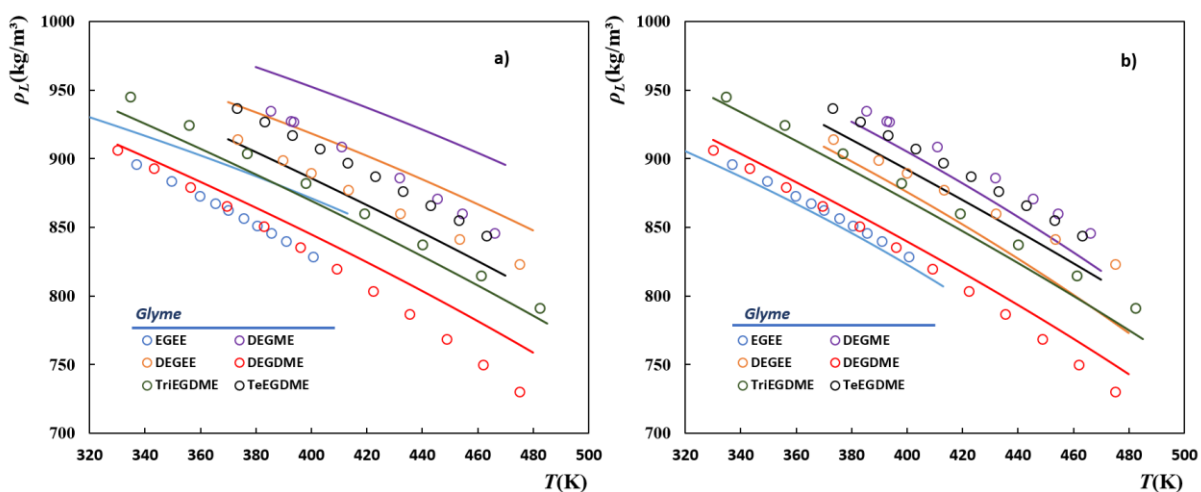 1000
950
900
850
800
750
700
ρL(kg/m³)
a)
Glyme
EGEE DEGME
DEGEE DEGDME
TriEGDME TeEGDME
320 340 360 380 400 420 440 460 480 500
T(K)
1000
950
900
850
800
750
700
ρL(kg/m³)
b)
Glyme
EGEE DEGME
DEGEE DEGDME
TriEGDME TeEGDME
320 340 360 380 400 420 440 460 480 500
T(K)